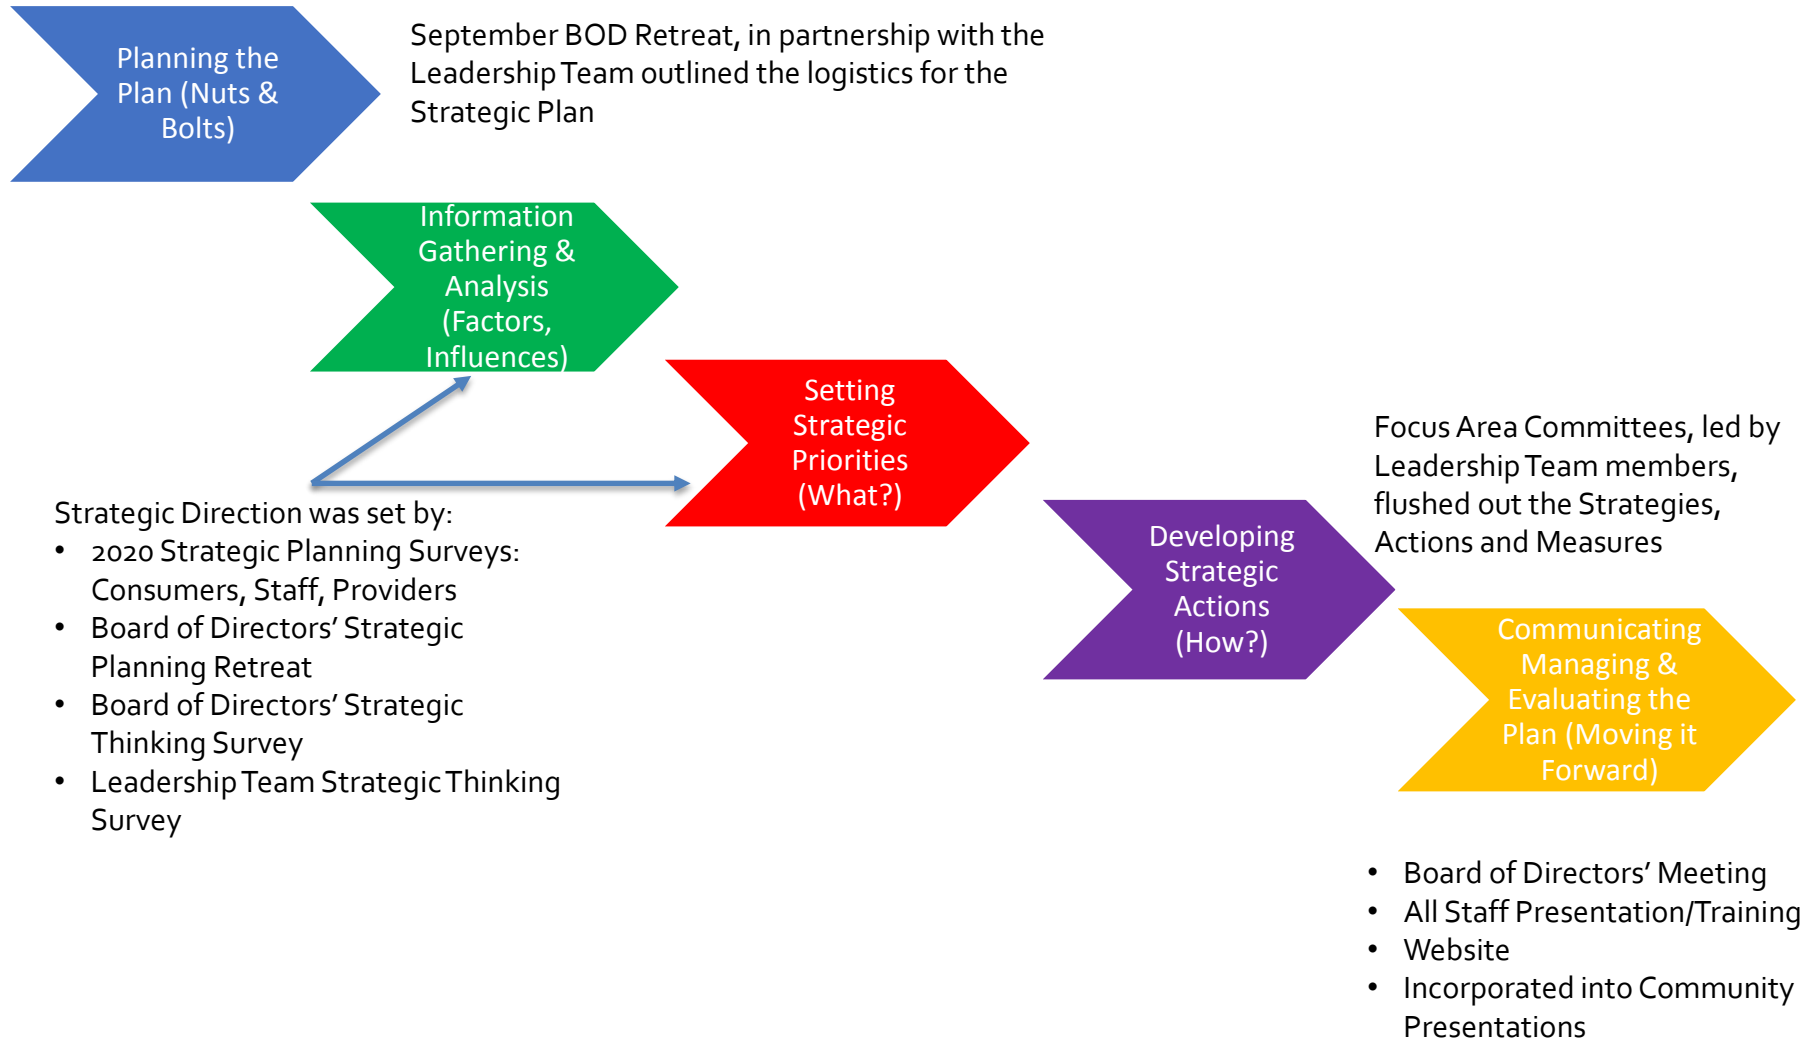 Planning the
Plan (Nuts &
Bolts)
September BOD Retreat, in partnership with the
Leadership Team outlined the logistics for the
Strategic Plan
Information
Gathering &
Analysis
(Factors,
Influences)
Setting
Strategic
Priorities
(What?)
Strategic Direction was set by:
• 2020 Strategic Planning Surveys:
Consumers, Staff, Providers
• Board of Directors’ Strategic
Planning Retreat
• Board of Directors’ Strategic
Thinking Survey
• Leadership Team Strategic Thinking
Survey
Developing
Strategic
Actions
(How?)
Focus Area Committees, led by
Leadership Team members,
flushed out the Strategies,
Actions and Measures
Communicating
Managing &
Evaluating the
Plan (Moving it
Forward)
• Board of Directors’ Meeting
• All Staff Presentation/Training
• Website
• Incorporated into Community
Presentations